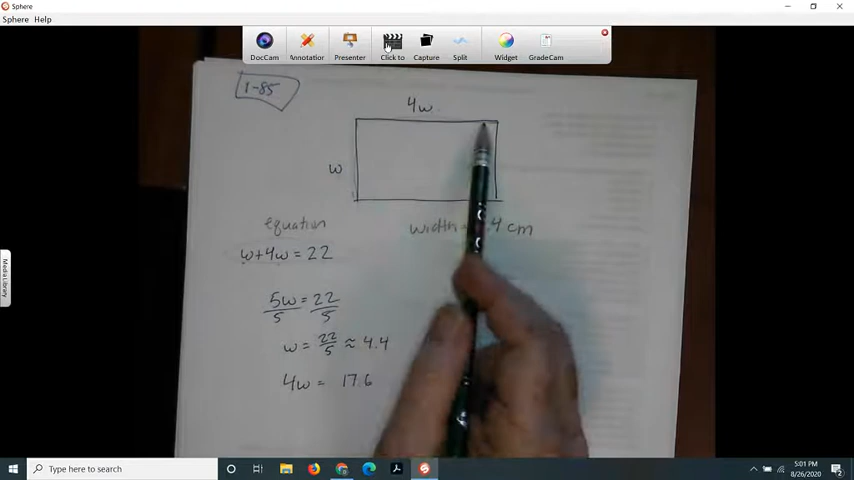 Sphere
Sphere Help
DocCam
Annotation
Presenter
Click to
Capture
Split
Widget
GradeCam
1-85
4w
w
equation
w+4w = 22
width
4 cm
5w = 22
5 5
w = 22/5 ≈ 4.4
4w = 17.6
Media Library
Type here to search
5:01 PM
8/26/2020